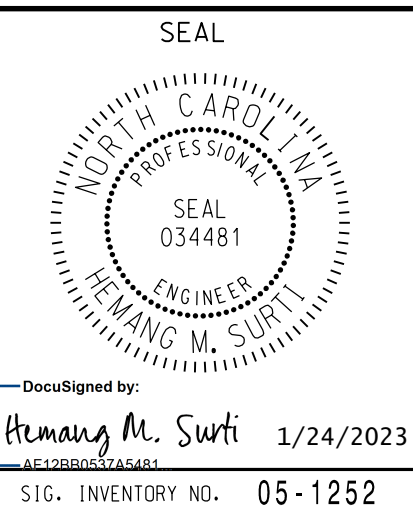 SEAL
NORTH CAROLINA
PROFESSIONAL
SEAL
034481
ENGINEER
HEMANG M. SURTI
DocuSigned by:
Hemang M. Surti 1/24/2023
AF12BB0537A5481...
SIG. INVENTORY NO. 05-1252